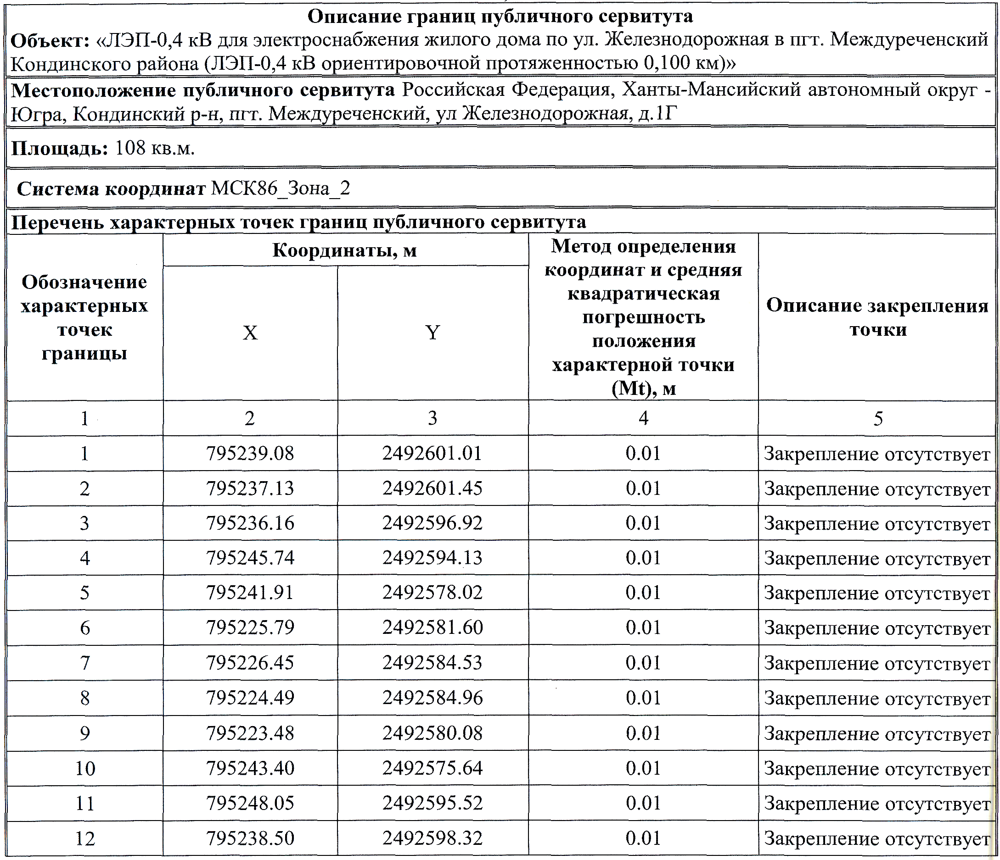 Описание границ публичного сервитута
Объект: «ЛЭП-0,4 кВ для электроснабжения жилого дома по ул. Железнодорожная в пгт. Междуреченский
Кондинского района (ЛЭП-0,4 кВ ориентировочной протяженностью 0,100 км)»
Местоположение публичного сервитута Российская Федерация, Ханты-Мансийский автономный округ -
Югра, Кондинский р-н, пгт. Междуреченский, ул Железнодорожная, д.1Г
Площадь: 108 кв.м.
Система координат МСК86_Зона_2
Перечень характерных точек границ публичного сервитута
Обозначение
характерных
точек
границы
Координаты, м
X
Y
Метод определения
координат и средняя
квадратическая
погрешность
положения
характерной точки
(Mt), м
Описание закрепления
точки
1 2 3 4 5
1 795239.08 2492601.01 0.01 Закрепление отсутствует
2 795237.13 2492601.45 0.01 Закрепление отсутствует
3 795236.16 2492596.92 0.01 Закрепление отсутствует
4 795245.74 2492594.13 0.01 Закрепление отсутствует
5 795241.91 2492578.02 0.01 Закрепление отсутствует
6 795225.79 2492581.60 0.01 Закрепление отсутствует
7 795226.45 2492584.53 0.01 Закрепление отсутствует
8 795224.49 2492584.96 0.01 Закрепление отсутствует
9 795223.48 2492580.08 0.01 Закрепление отсутствует
10 795243.40 2492575.64 0.01 Закрепление отсутствует
11 795248.05 2492595.52 0.01 Закрепление отсутствует
12 795238.50 2492598.32 0.01 Закрепление отсутствует